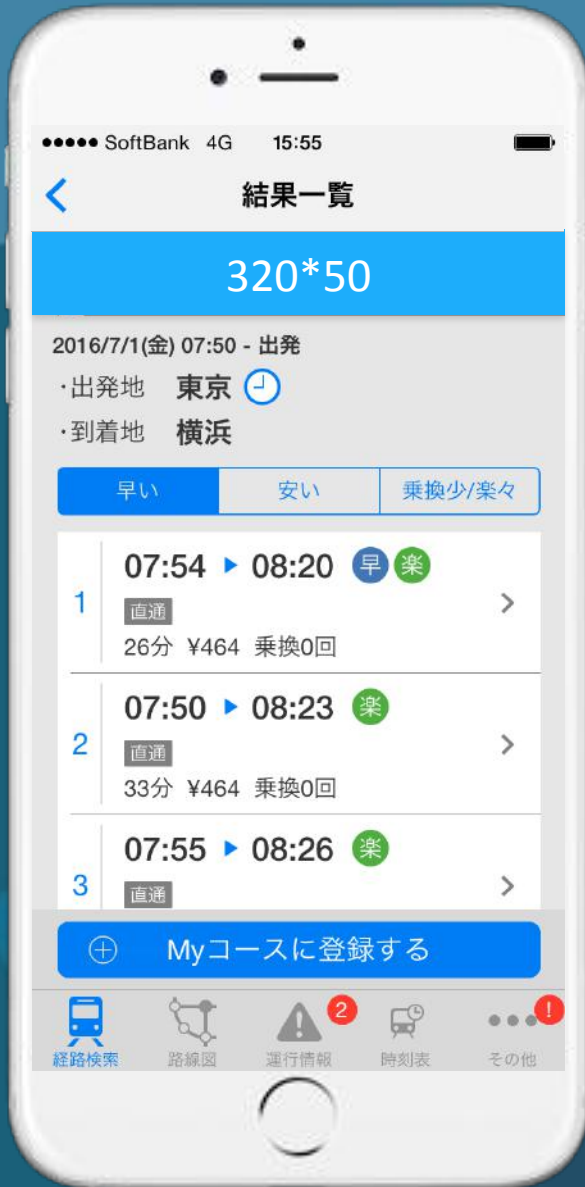 SoftBank 4G 15:55
結果一覧
320*50
2016/7/1(金) 07:50 - 出発
・出発地 東京
・到着地 横浜
早い 安い 乗換少/楽々
1
07:54 ▶ 08:20 早 楽
直通
26分 ¥464 乗換0回
2
07:50 ▶ 08:23 楽
直通
33分 ¥464 乗換0回
3
07:55 ▶ 08:26 楽
直通
Myコースに登録する
2 !
経路検索 路線図 運行情報 時刻表 その他